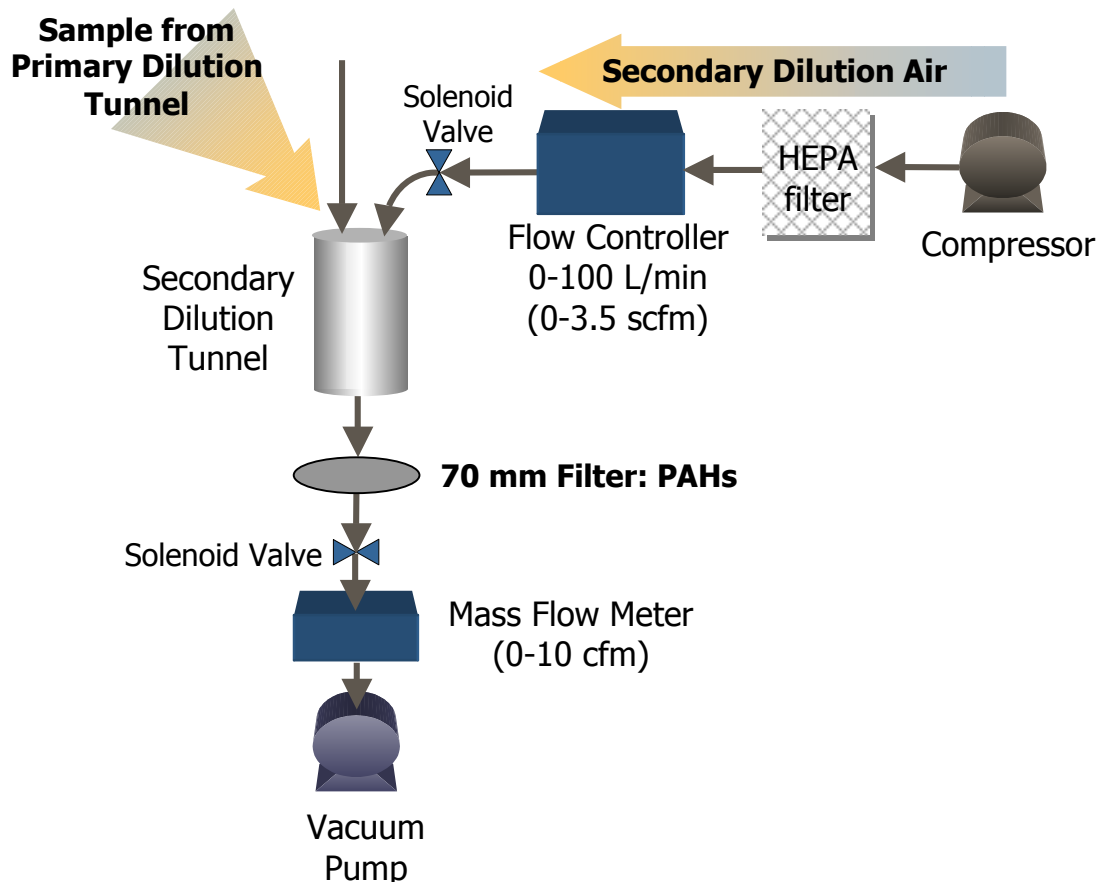 Sample from
Primary Dilution
Tunnel
Secondary Dilution Air
Solenoid
Valve
HEPA
filter
Compressor
Flow Controller
0-100 L/min
(0-3.5 scfm)
Secondary
Dilution
Tunnel
70 mm Filter: PAHs
Solenoid Valve
Mass Flow Meter
(0-10 cfm)
Vacuum
Pump